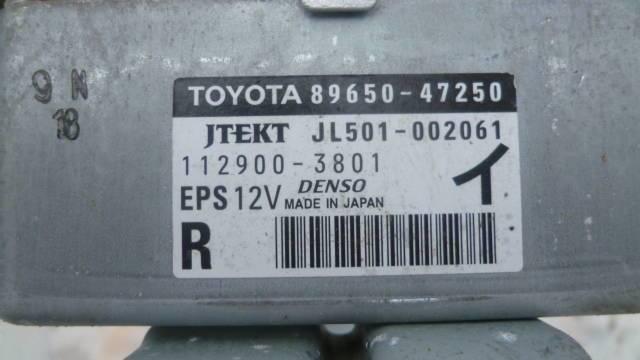 9 N
18
TOYOTA 89650-47250
JTEKT JL501-002061
112900-3801
EPS 12V DENSO MADE IN JAPAN イ
R